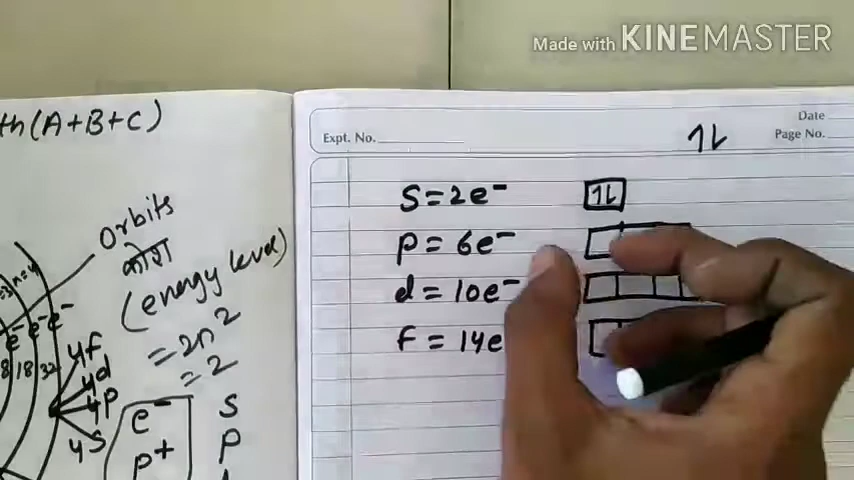 Made with KINEMASTER
th(A+B+C)
Orbits
कोश
(energy level)
= 2n²
= 2
n=4
e⁻ e⁻ e⁻
8 18 32
4f
4d
4p
4s
e⁻
p⁺
s
p
Expt. No.
Date
Page No.
1L
S = 2e⁻ 1L
p = 6e⁻
d = 10e⁻
f = 14e